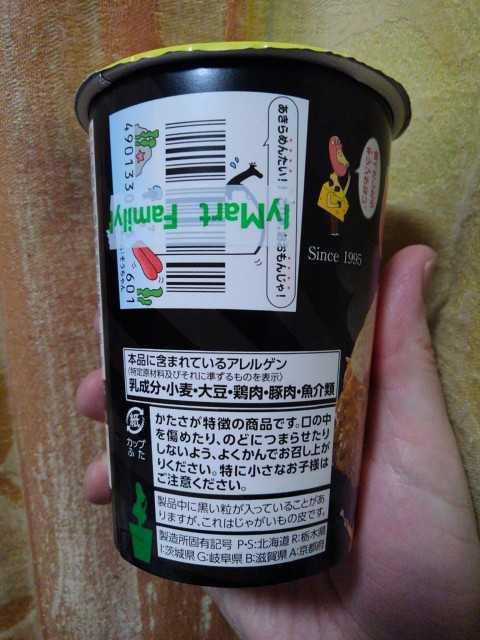 あきらめんたい!
lyMart Family
もんじゃ!
Since 1995
4901330
601
本品に含まれているアレルゲン
(特定原材料及びそれに準ずるものを表示)
乳成分・小麦・大豆・鶏肉・豚肉・魚介類
紙
カップ
ふた
かたさが特徴の商品です。口の中
を傷めたり、のどにつまらせたり
しないよう、よくかんでお召し上が
りください。特に小さなお子様は
ご注意ください。
製品中に黒い粒が入っていることがあ
りますが、これはじゃがいもの皮です。
製造所固有記号 P・S:北海道 R:栃木県
I:茨城県 G:岐阜県 B:滋賀県 A:京都府